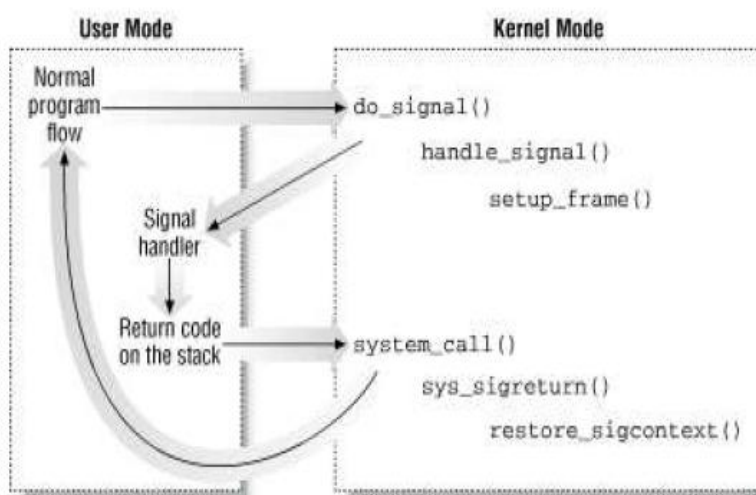 User Mode
Kernel Mode
Normal
program
flow
do_signal()
handle_signal()
setup_frame()
Signal
handler
Return code
on the stack
system_call()
sys_sigreturn()
restore_sigcontext()